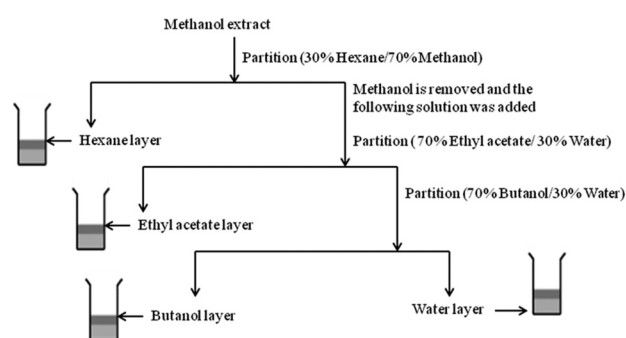 Methanol extract
Partition (30% Hexane/70% Methanol)
Methanol is removed and the
following solution was added
Hexane layer
Partition (70% Ethyl acetate/30% Water)
Partition (70% Butanol/30% Water)
Ethyl acetate layer
Butanol layer
Water layer